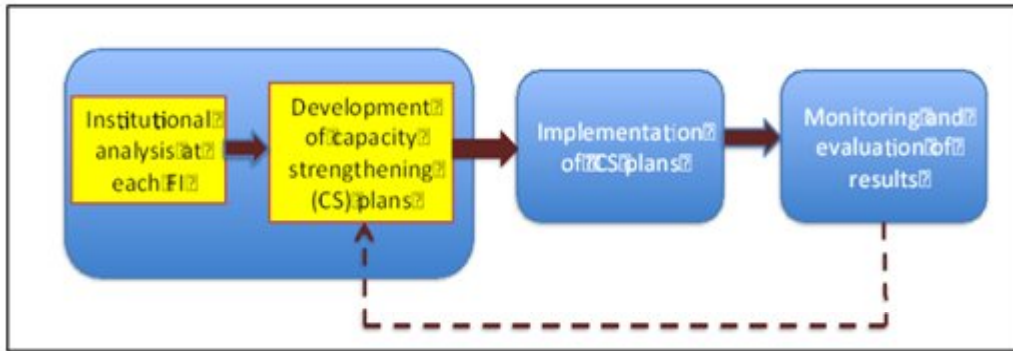 Institutional
analysis at
each FI
Development
of capacity
strengthening
(CS) plans
Implementation
of CS plans
Monitoring and
evaluation of
results